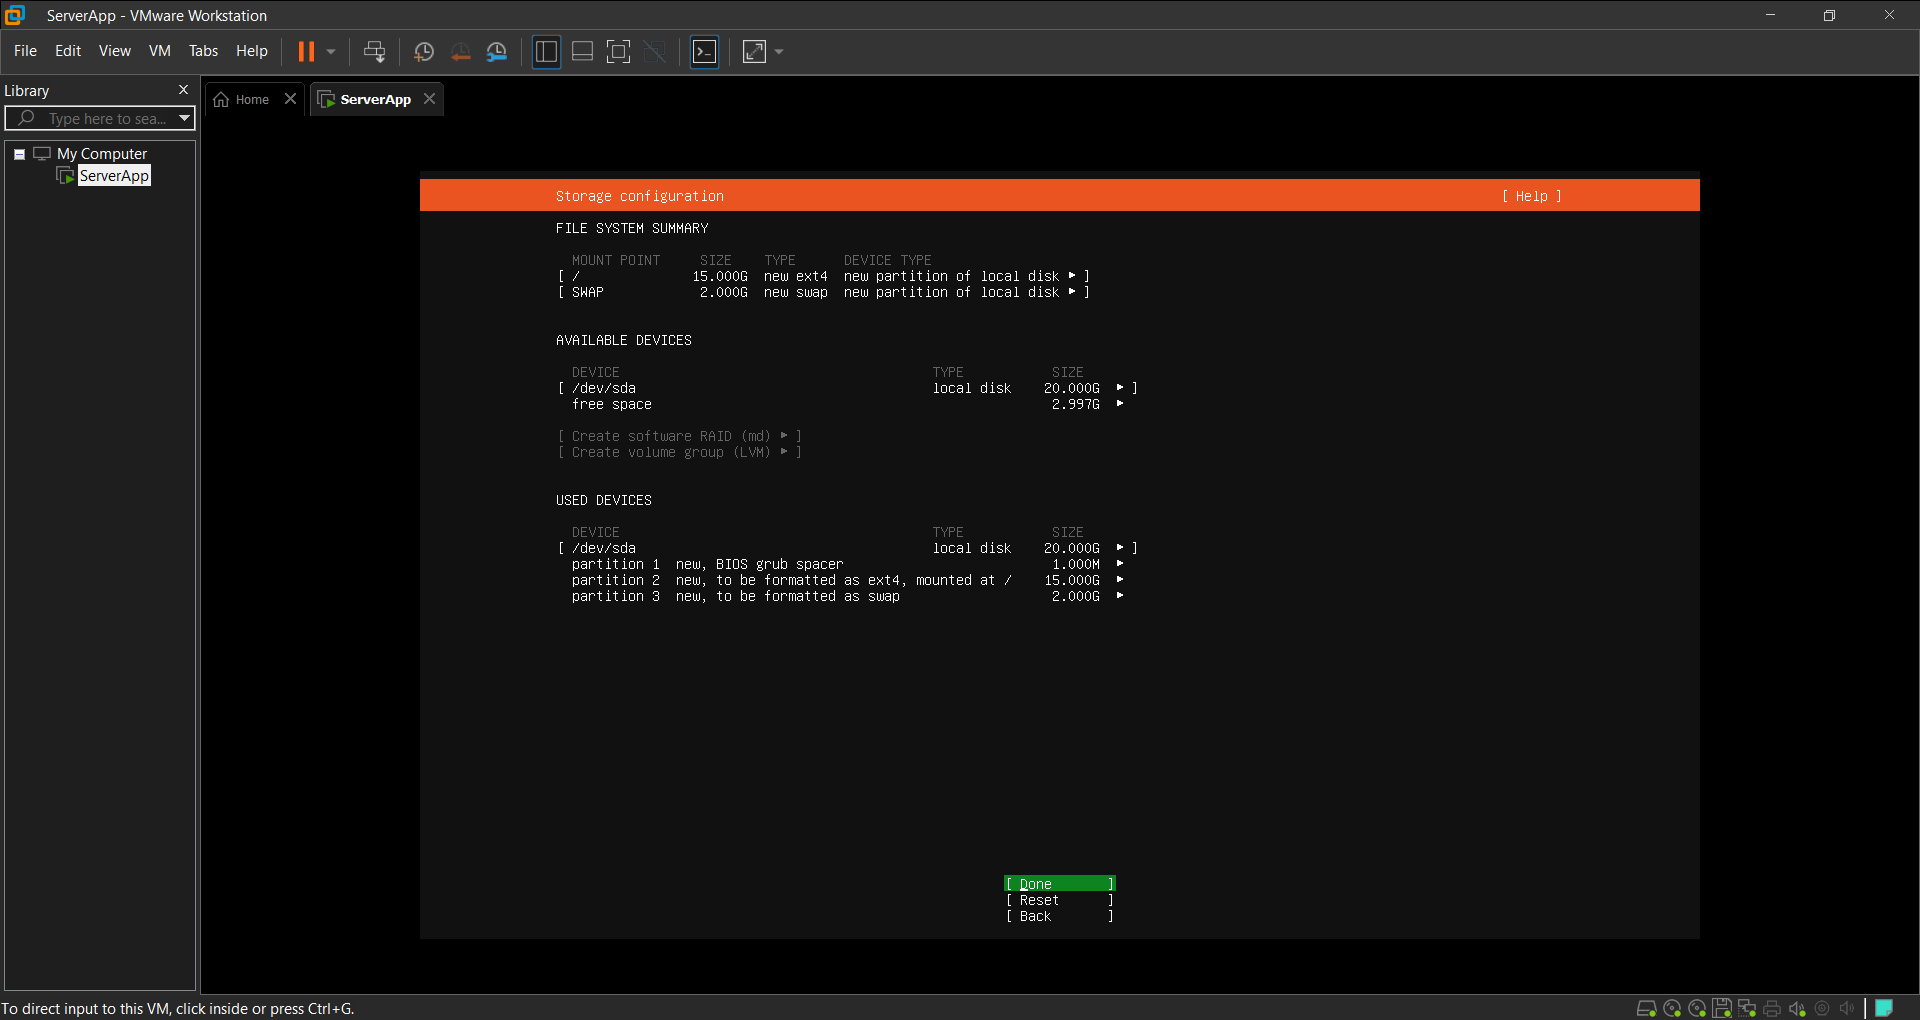 ServerApp - VMware Workstation
File Edit View VM Tabs Help
Library
Type here to sea...
My Computer
ServerApp
Home ServerApp
Storage configuration [ Help ]
FILE SYSTEM SUMMARY
MOUNT POINT SIZE TYPE DEVICE TYPE
[ / 15.000G new ext4 new partition of local disk ▸ ]
[ SWAP 2.000G new swap new partition of local disk ▸ ]
AVAILABLE DEVICES
DEVICE TYPE SIZE
[ /dev/sda local disk 20.000G ▸ ]
free space 2.997G ▸
[ Create software RAID (md) ▸ ]
[ Create volume group (LVM) ▸ ]
USED DEVICES
DEVICE TYPE SIZE
[ /dev/sda local disk 20.000G ▸ ]
partition 1 new, BIOS grub spacer 1.000M ▸
partition 2 new, to be formatted as ext4, mounted at / 15.000G ▸
partition 3 new, to be formatted as swap 2.000G ▸
[ Done ]
[ Reset ]
[ Back ]
To direct input to this VM, click inside or press Ctrl+G.